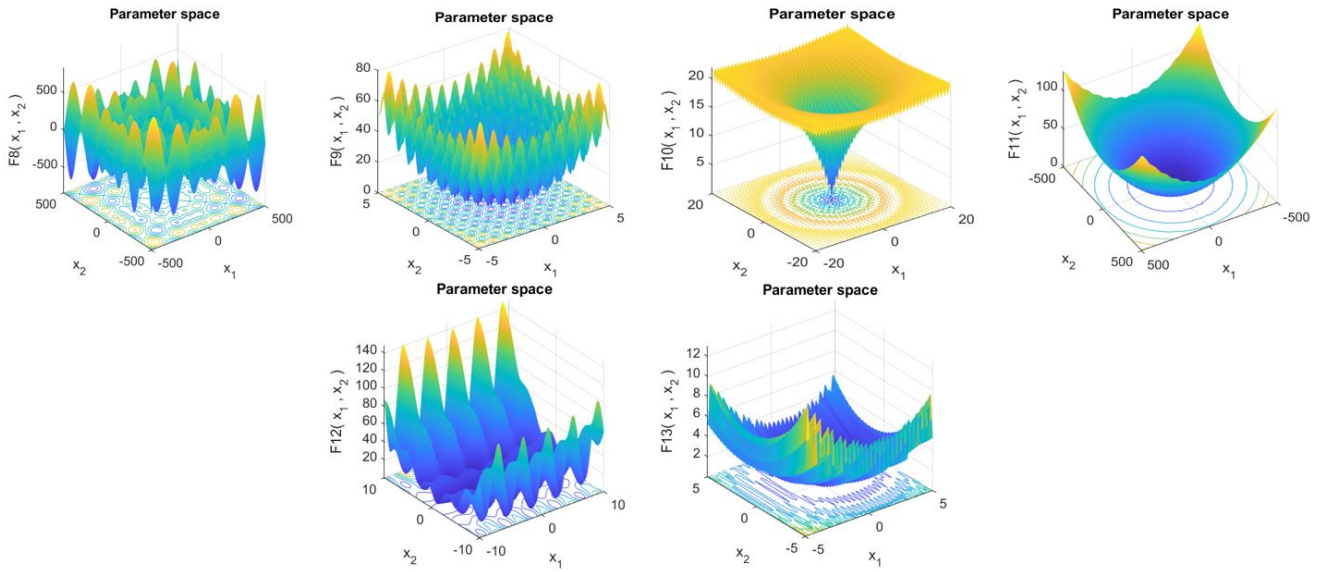 Parameter space
F8( x1 , x2 )
500
0
-500
500
0
-500
-500
0
500
x2
x1
Parameter space
F9( x1 , x2 )
80
60
40
20
0
5
0
-5
-5
0
5
x2
x1
Parameter space
F10( x1 , x2 )
20
15
10
5
20
0
-20
-20
0
20
x2
x1
Parameter space
F11( x1 , x2 )
100
50
0
-500
0
500
500
0
-500
x2
x1
Parameter space
F12( x1 , x2 )
140
120
100
80
60
40
20
10
0
-10
-10
0
10
x2
x1
Parameter space
F13( x1 , x2 )
12
10
8
6
4
2
5
0
-5
-5
0
5
x2
x1